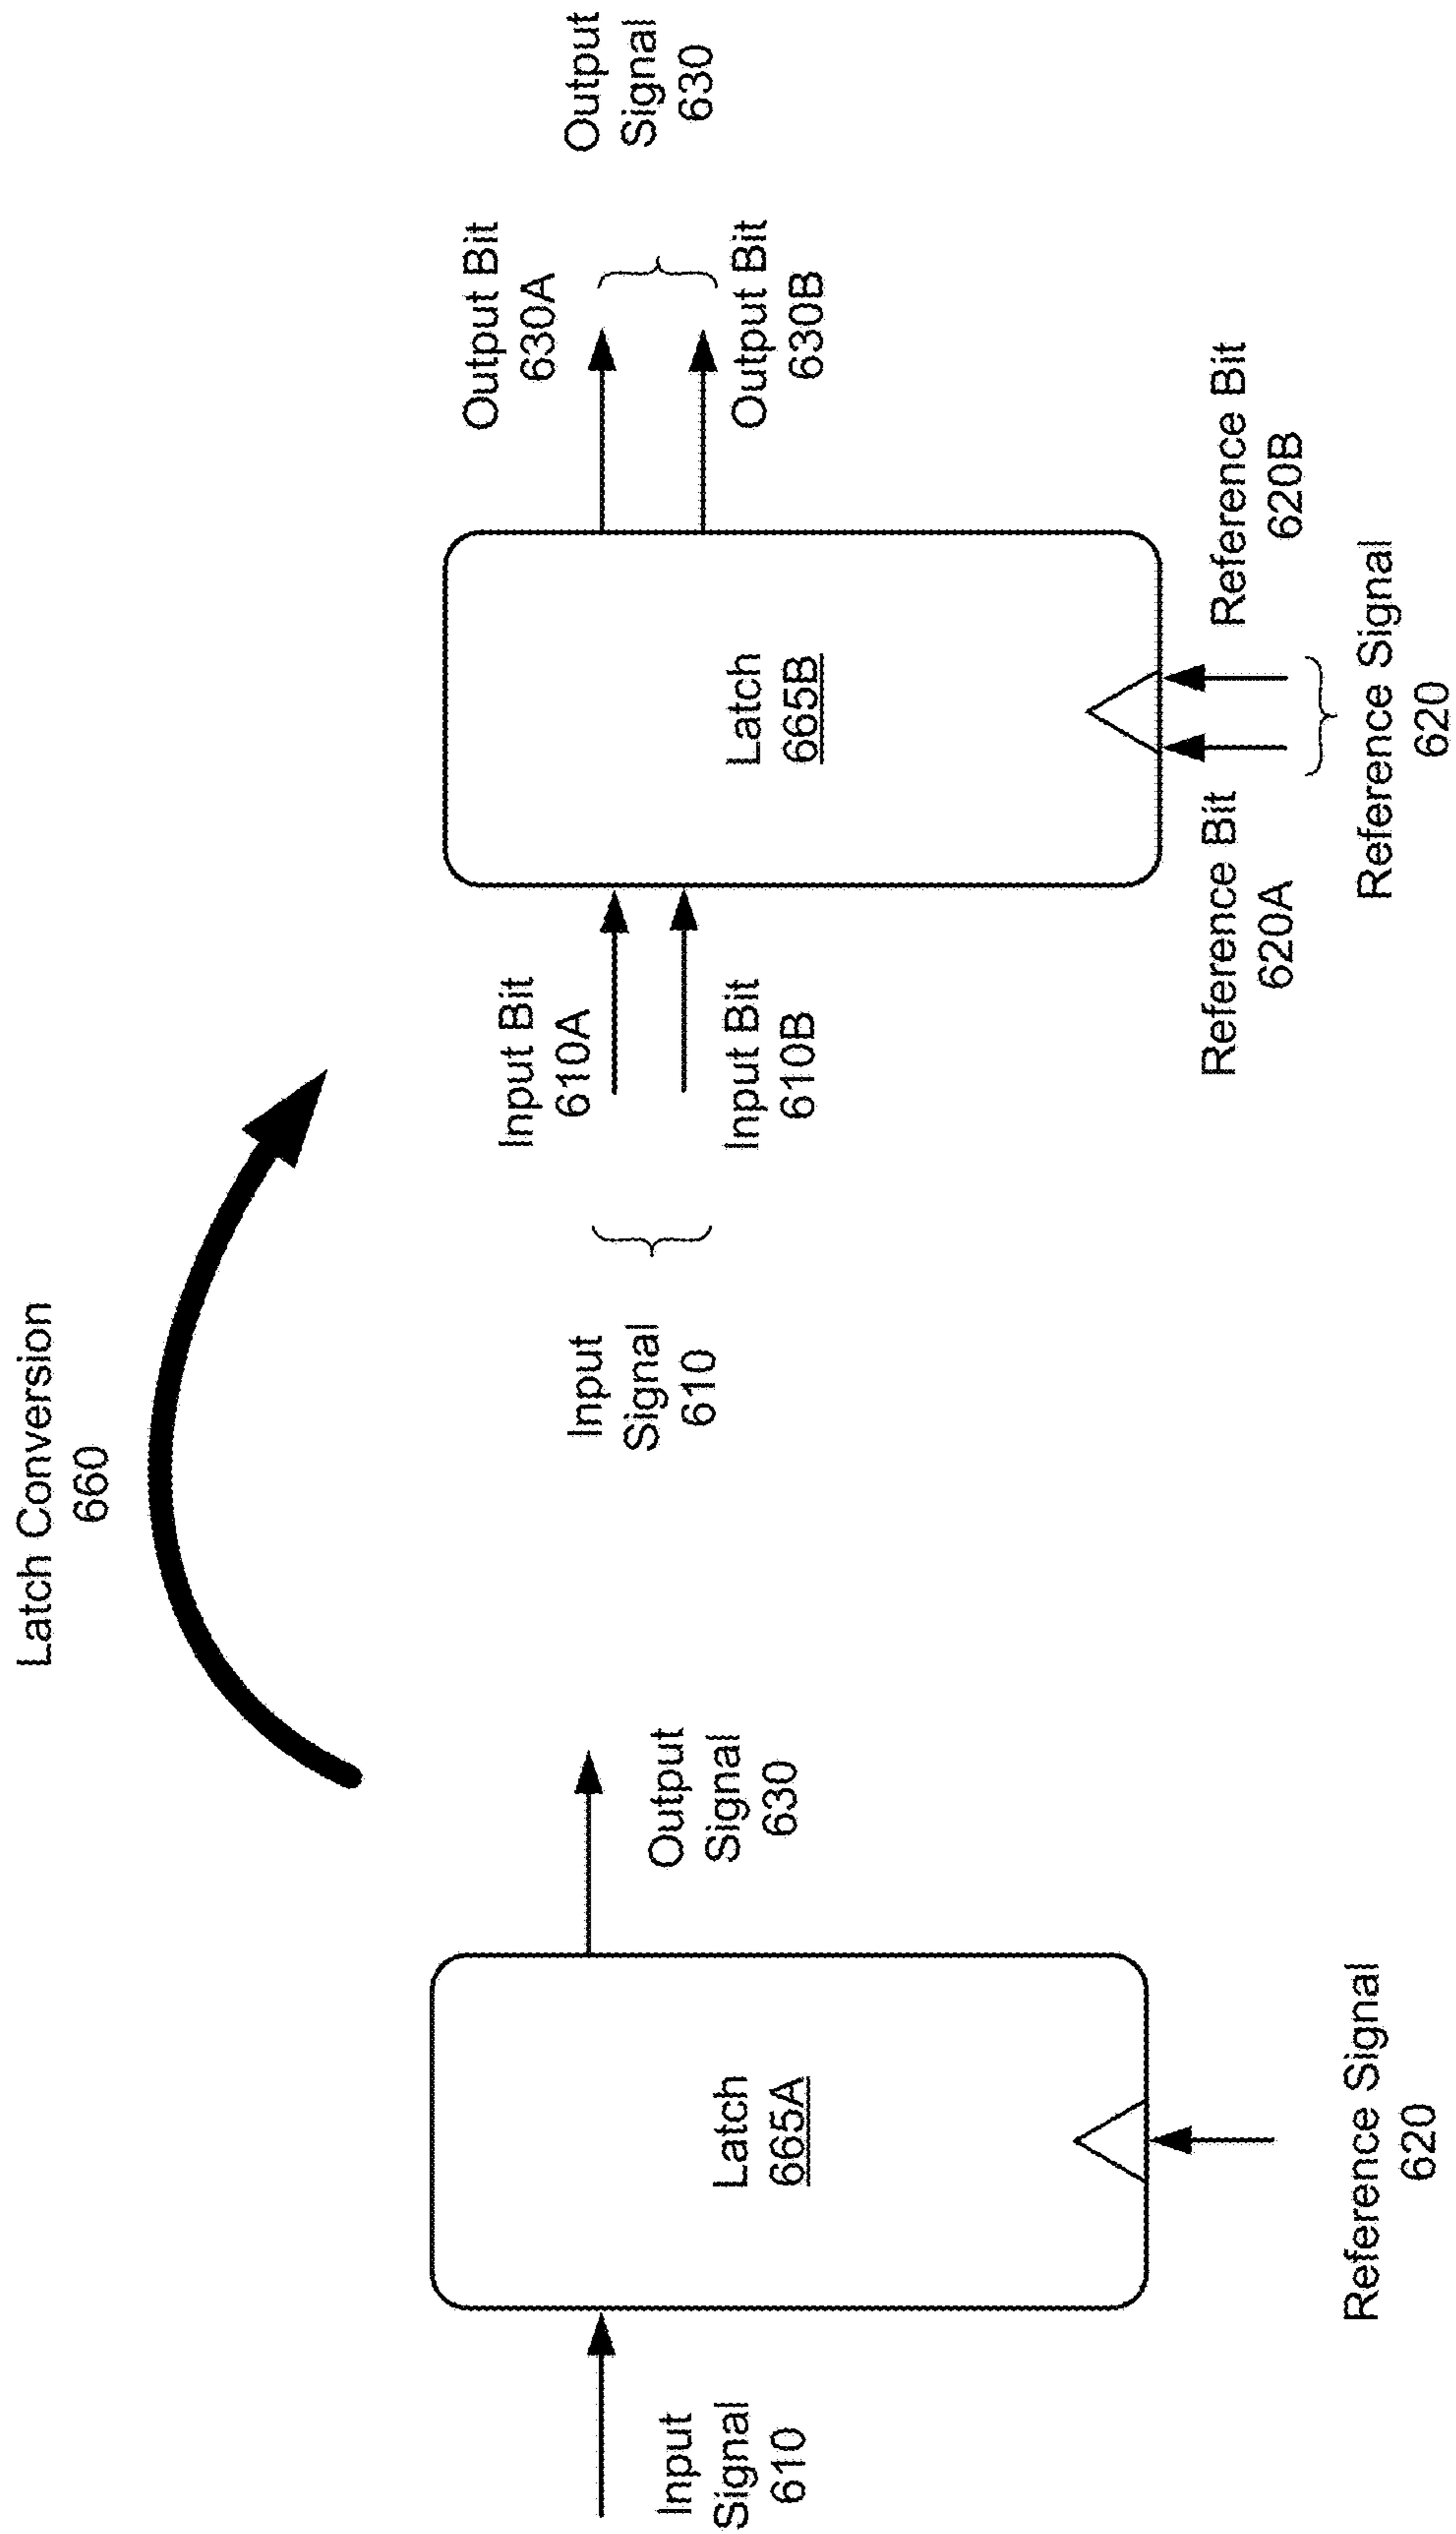 Latch Conversion
660
Input
Signal
610
Latch
665A
Output
Signal
630
Reference Signal
620
Input
Signal
610
Input Bit
610A
Input Bit
610B
Latch
665B
Output Bit
630A
Output Bit
630B
Output
Signal
630
Reference Bit
620A
Reference Bit
620B
Reference Signal
620